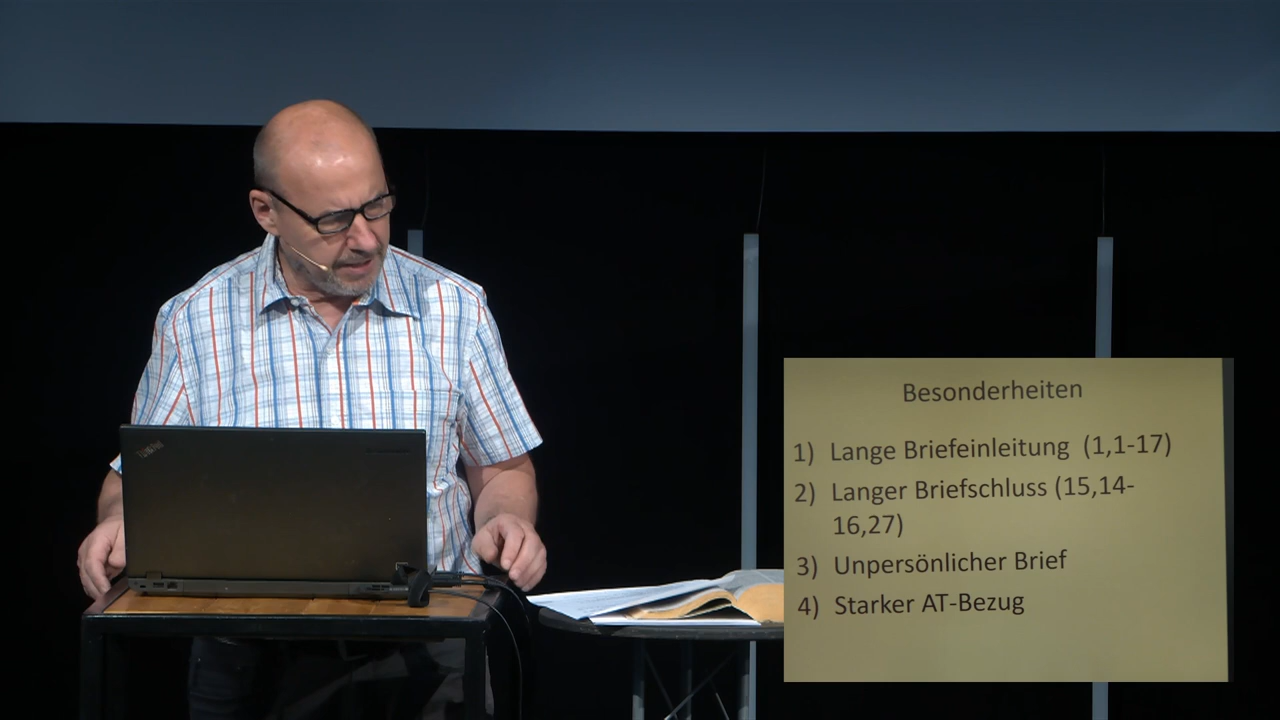 Besonderheiten
1) Lange Briefeinleitung (1,1-17)
2) Langer Briefschluss (15,14-
16,27)
3) Unpersönlicher Brief
4) Starker AT-Bezug
ThinkPad